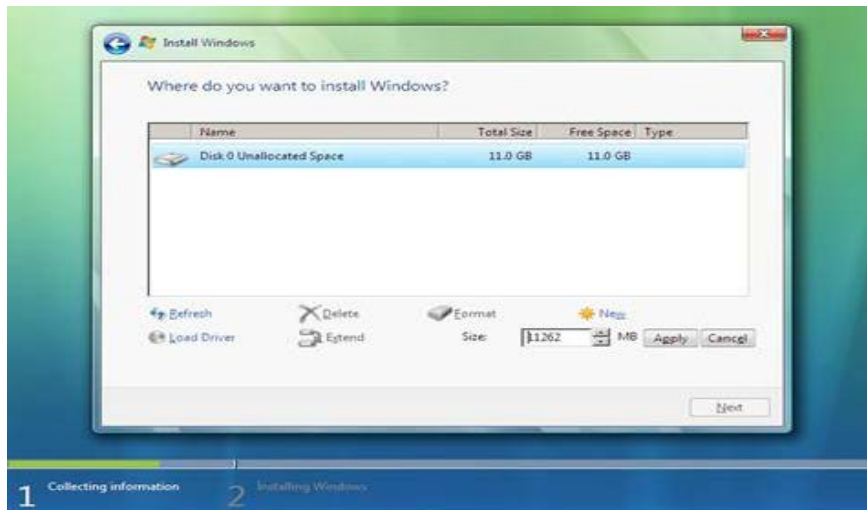 Install Windows
Where do you want to install Windows?
Name Total Size Free Space Type
Disk 0 Unallocated Space 11.0 GB 11.0 GB
Refresh Delete Format New
Load Driver Extend Size: 11262 MB Apply Cancel
Next
1 Collecting information 2 Installing Windows